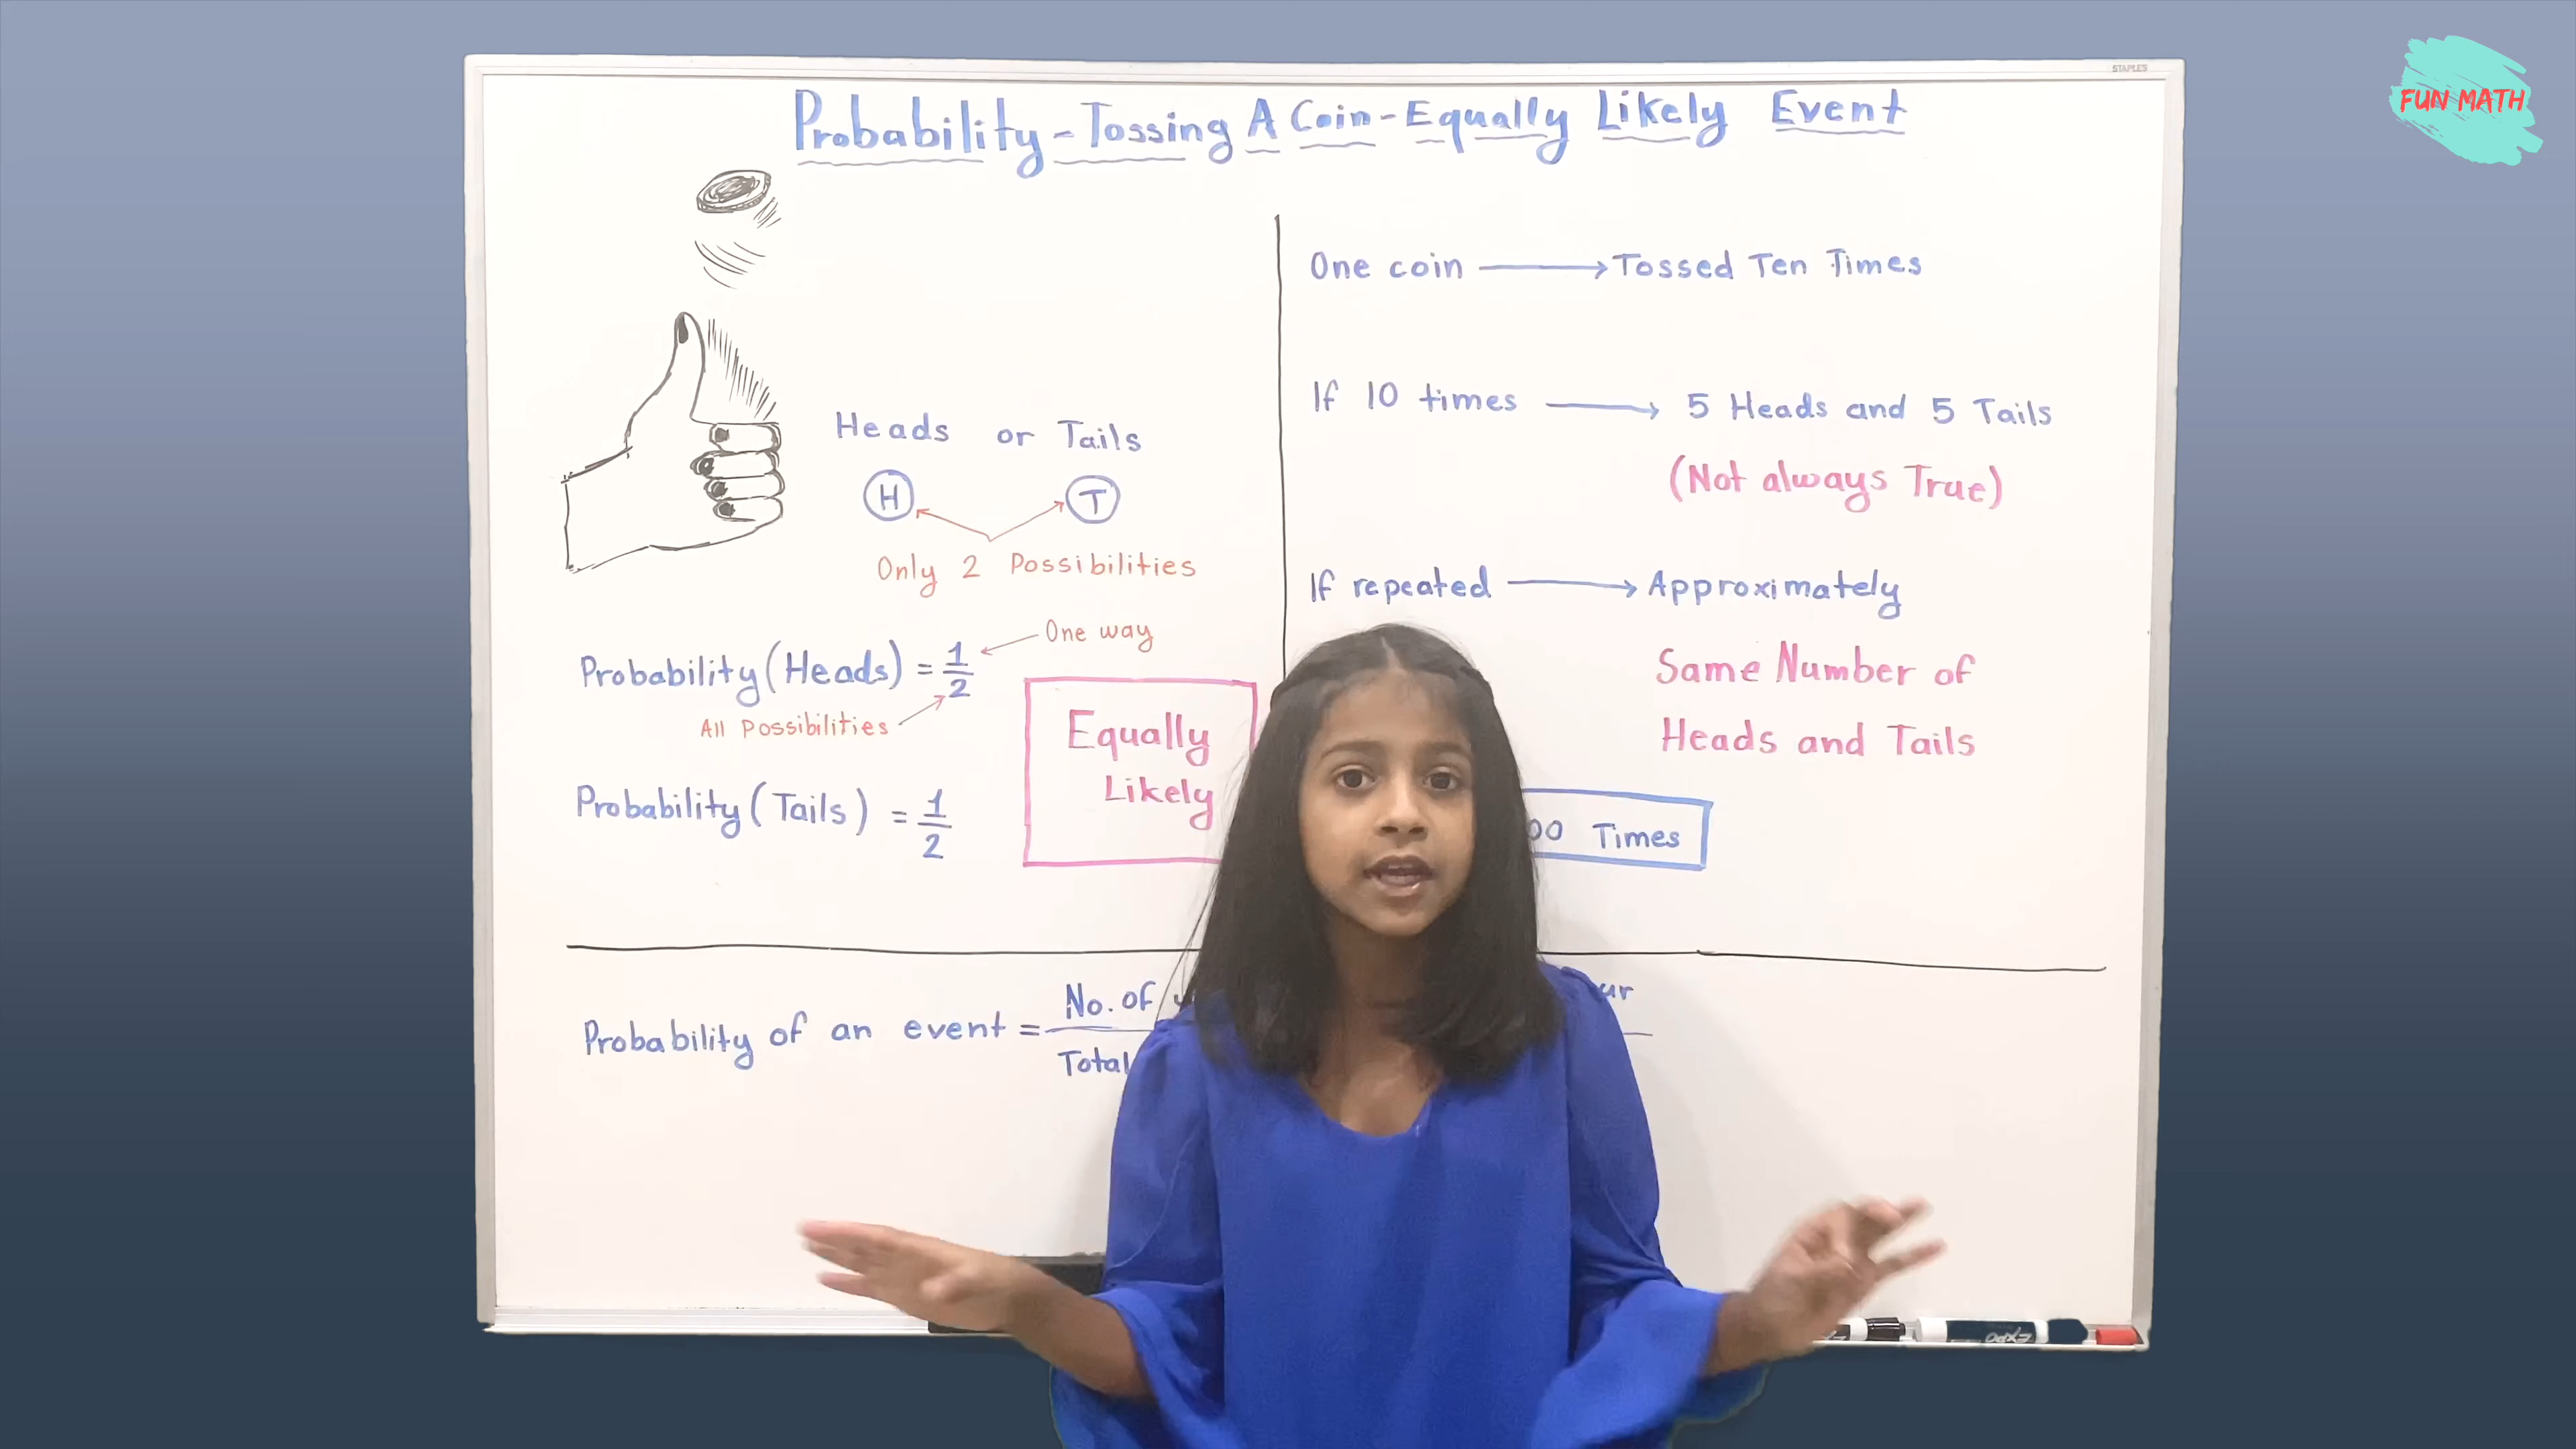 STAPLES
FUN MATH
Probability - Tossing A Coin - Equally Likely Event
Heads or Tails
H T
Only 2 Possibilities
Probability (Heads) = 1/2
One way
All Possibilities
Probability (Tails) = 1/2
Equally
Likely
One coin → Tossed Ten Times
If 10 times → 5 Heads and 5 Tails
(Not always True)
If repeated → Approximately
Same Number of
Heads and Tails
00 Times
Probability of an event =
No. of
Total
EXPO